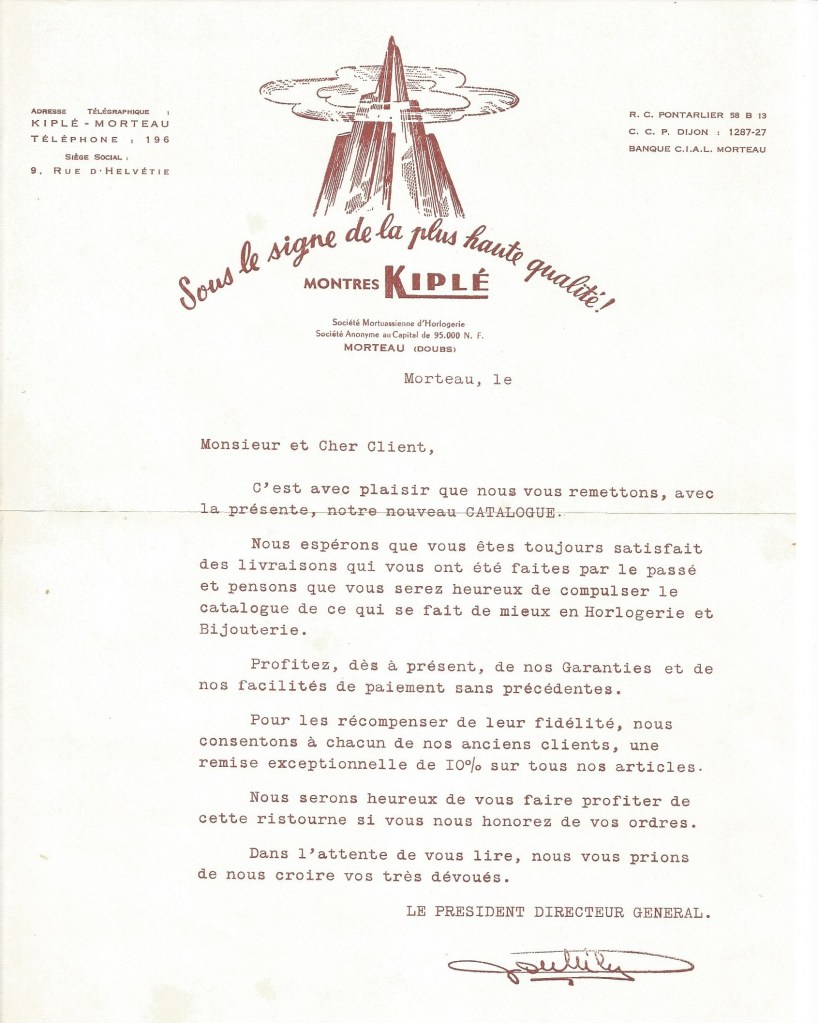 ADRESSE TÉLÉGRAPHIQUE :
KIPLÉ - MORTEAU
TÉLÉPHONE : 196
SIÈGE SOCIAL :
9, RUE D'HELVÉTIE
R. C. PONTARLIER 58 B 13
C. C. P. DIJON : 1287-27
BANQUE C.I.A.L. MORTEAU
Sous le signe de la plus haute qualité!
MONTRES KIPLÉ
Société Mortuassienne d'Horlogerie
Société Anonyme au Capital de 95.000 N. F.
MORTEAU (DOUBS)
Morteau, le
Monsieur et Cher Client,
C'est avec plaisir que nous vous remettons, avec
la présente, notre nouveau CATALOGUE.
Nous espérons que vous êtes toujours satisfait
des livraisons qui vous ont été faites par le passé
et pensons que vous serez heureux de compulser le
catalogue de ce qui se fait de mieux en Horlogerie et
Bijouterie.
Profitez, dès à présent, de nos Garanties et de
nos facilités de paiement sans précédentes.
Pour les récompenser de leur fidélité, nous
consentons à chacun de nos anciens clients, une
remise exceptionnelle de IO% sur tous nos articles.
Nous serons heureux de vous faire profiter de
cette ristourne si vous nous honorez de vos ordres.
Dans l'attente de vous lire, nous vous prions
de nous croire vos très dévoués.
LE PRESIDENT DIRECTEUR GENERAL.